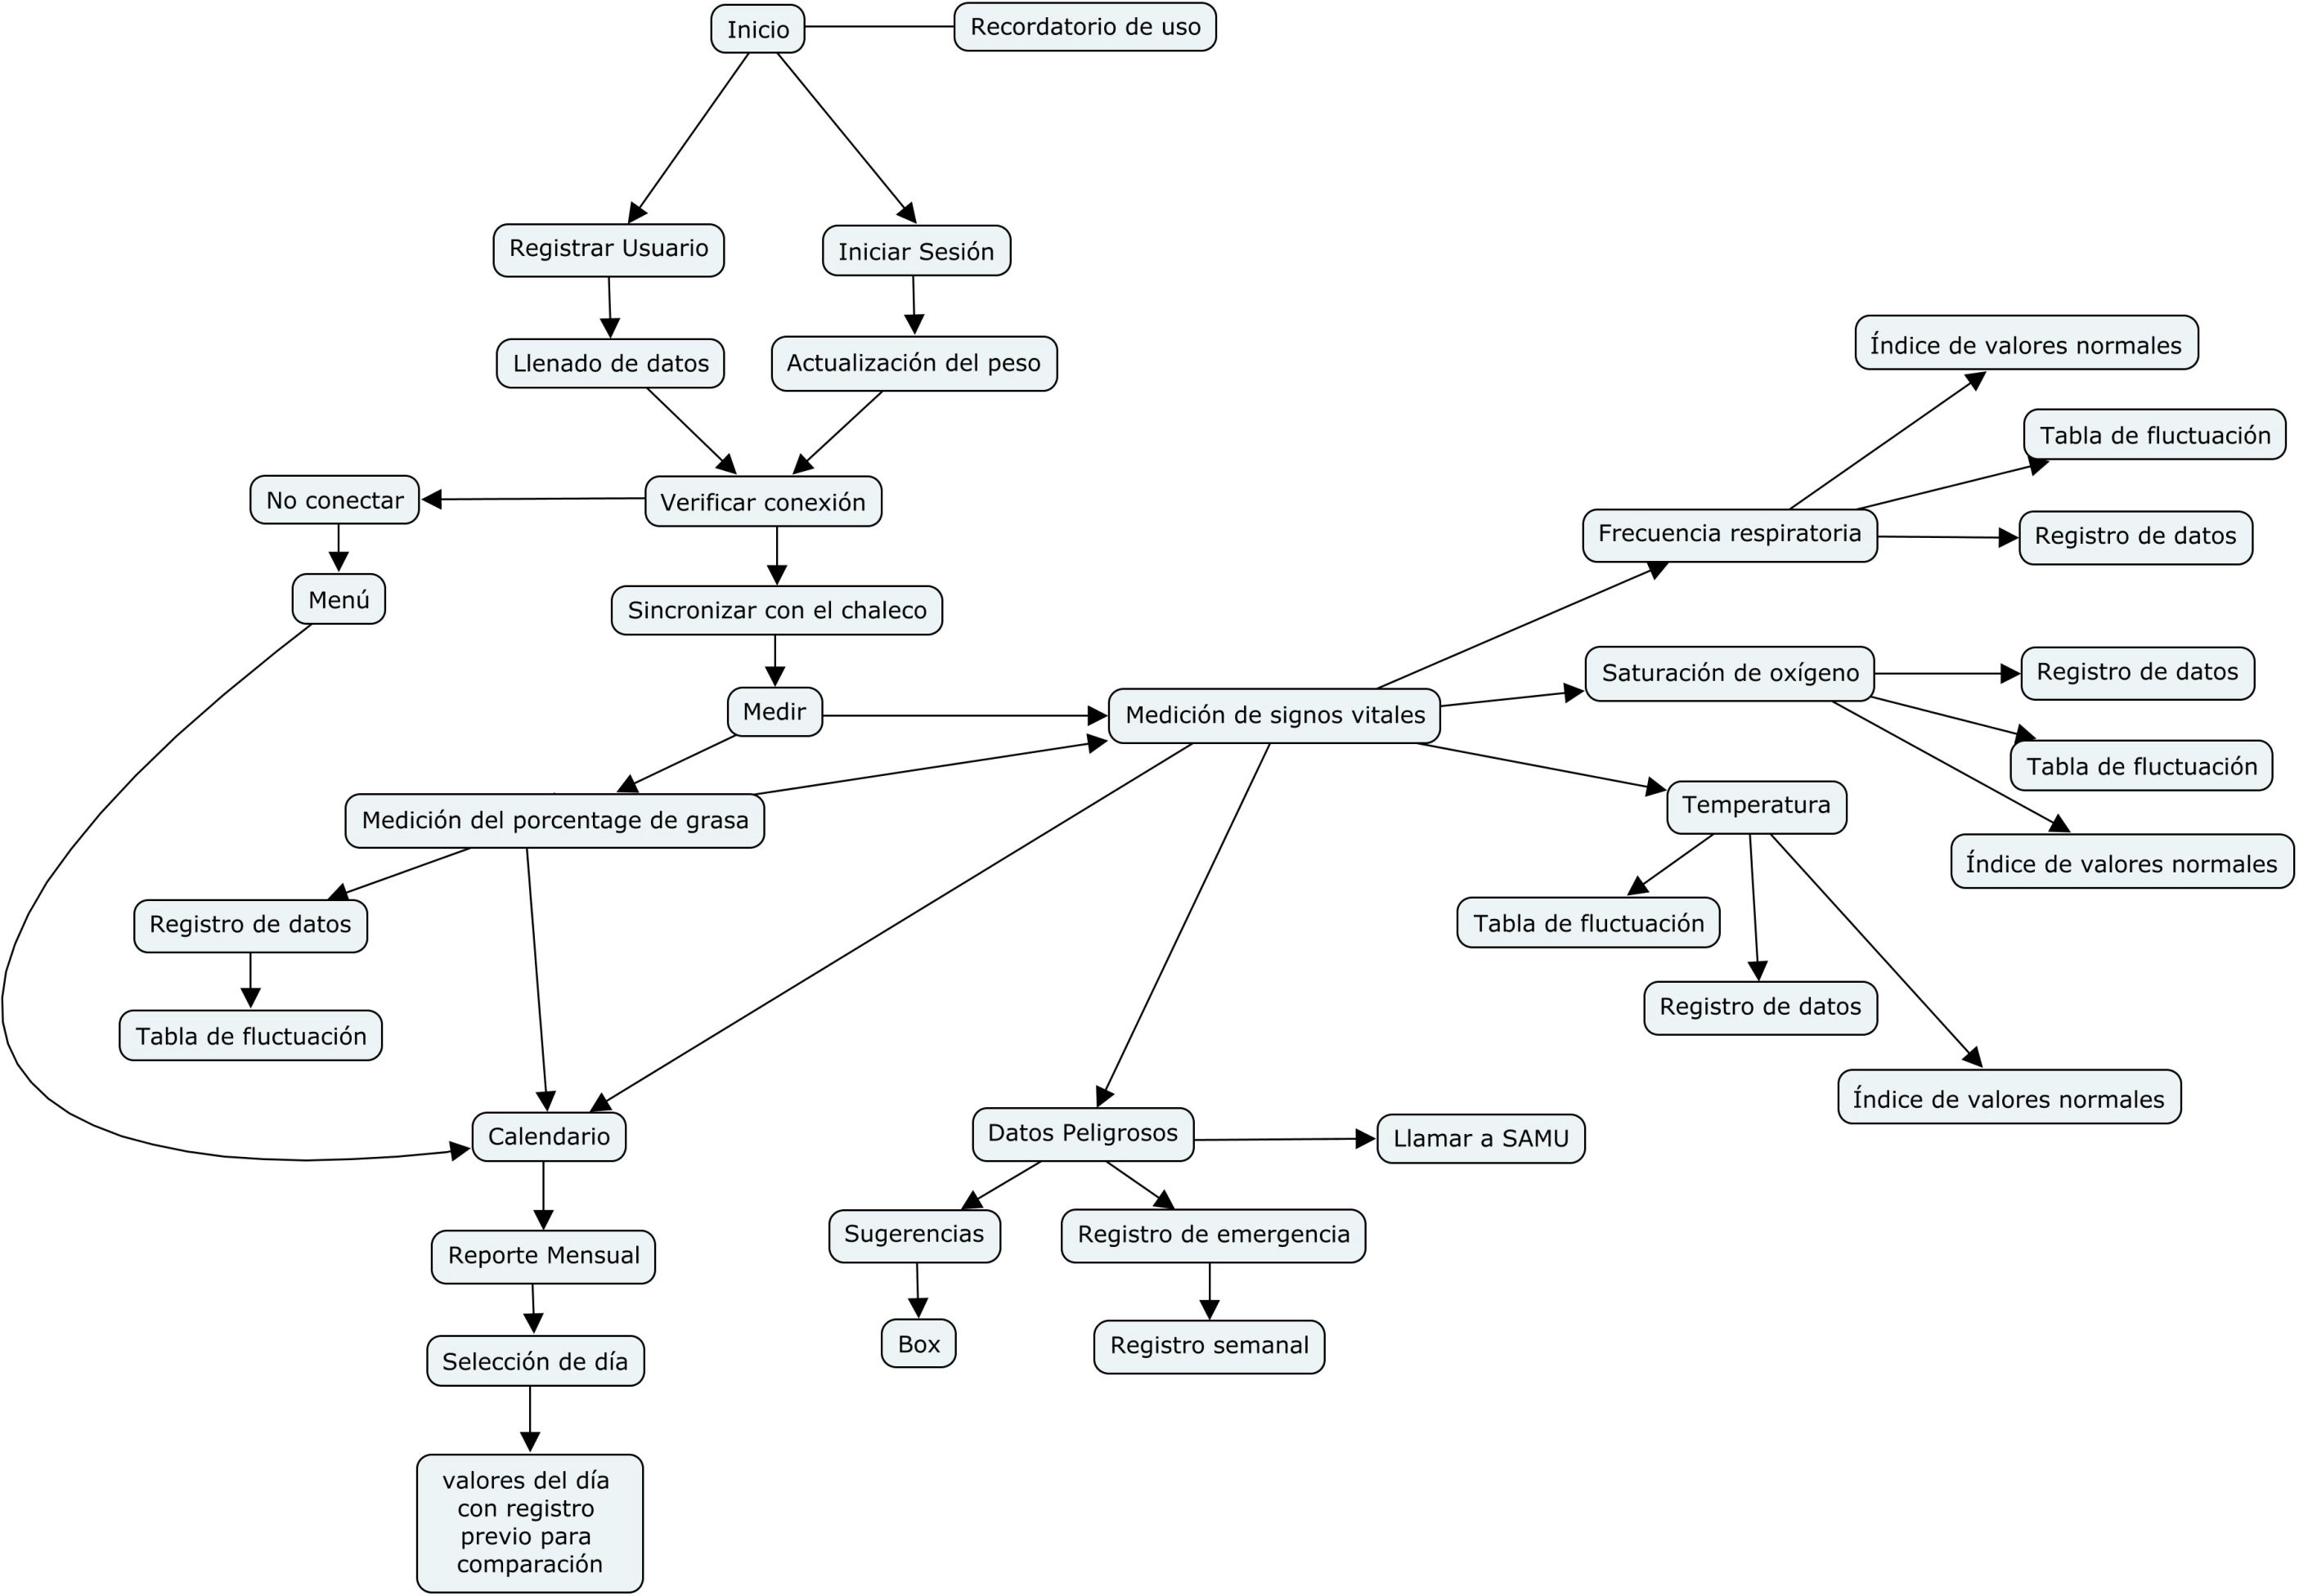 Inicio
Recordatorio de uso
Registrar Usuario
Iniciar Sesión
Llenado de datos
Actualización del peso
Verificar conexión
No conectar
Menú
Sincronizar con el chaleco
Medir
Medición de signos vitales
Medición del porcentage de grasa
Registro de datos
Tabla de fluctuación
Frecuencia respiratoria
Índice de valores normales
Tabla de fluctuación
Registro de datos
Saturación de oxígeno
Registro de datos
Tabla de fluctuación
Índice de valores normales
Temperatura
Tabla de fluctuación
Registro de datos
Índice de valores normales
Calendario
Reporte Mensual
Selección de día
valores del día
con registro
previo para
comparación
Datos Peligrosos
Llamar a SAMU
Sugerencias
Registro de emergencia
Box
Registro semanal